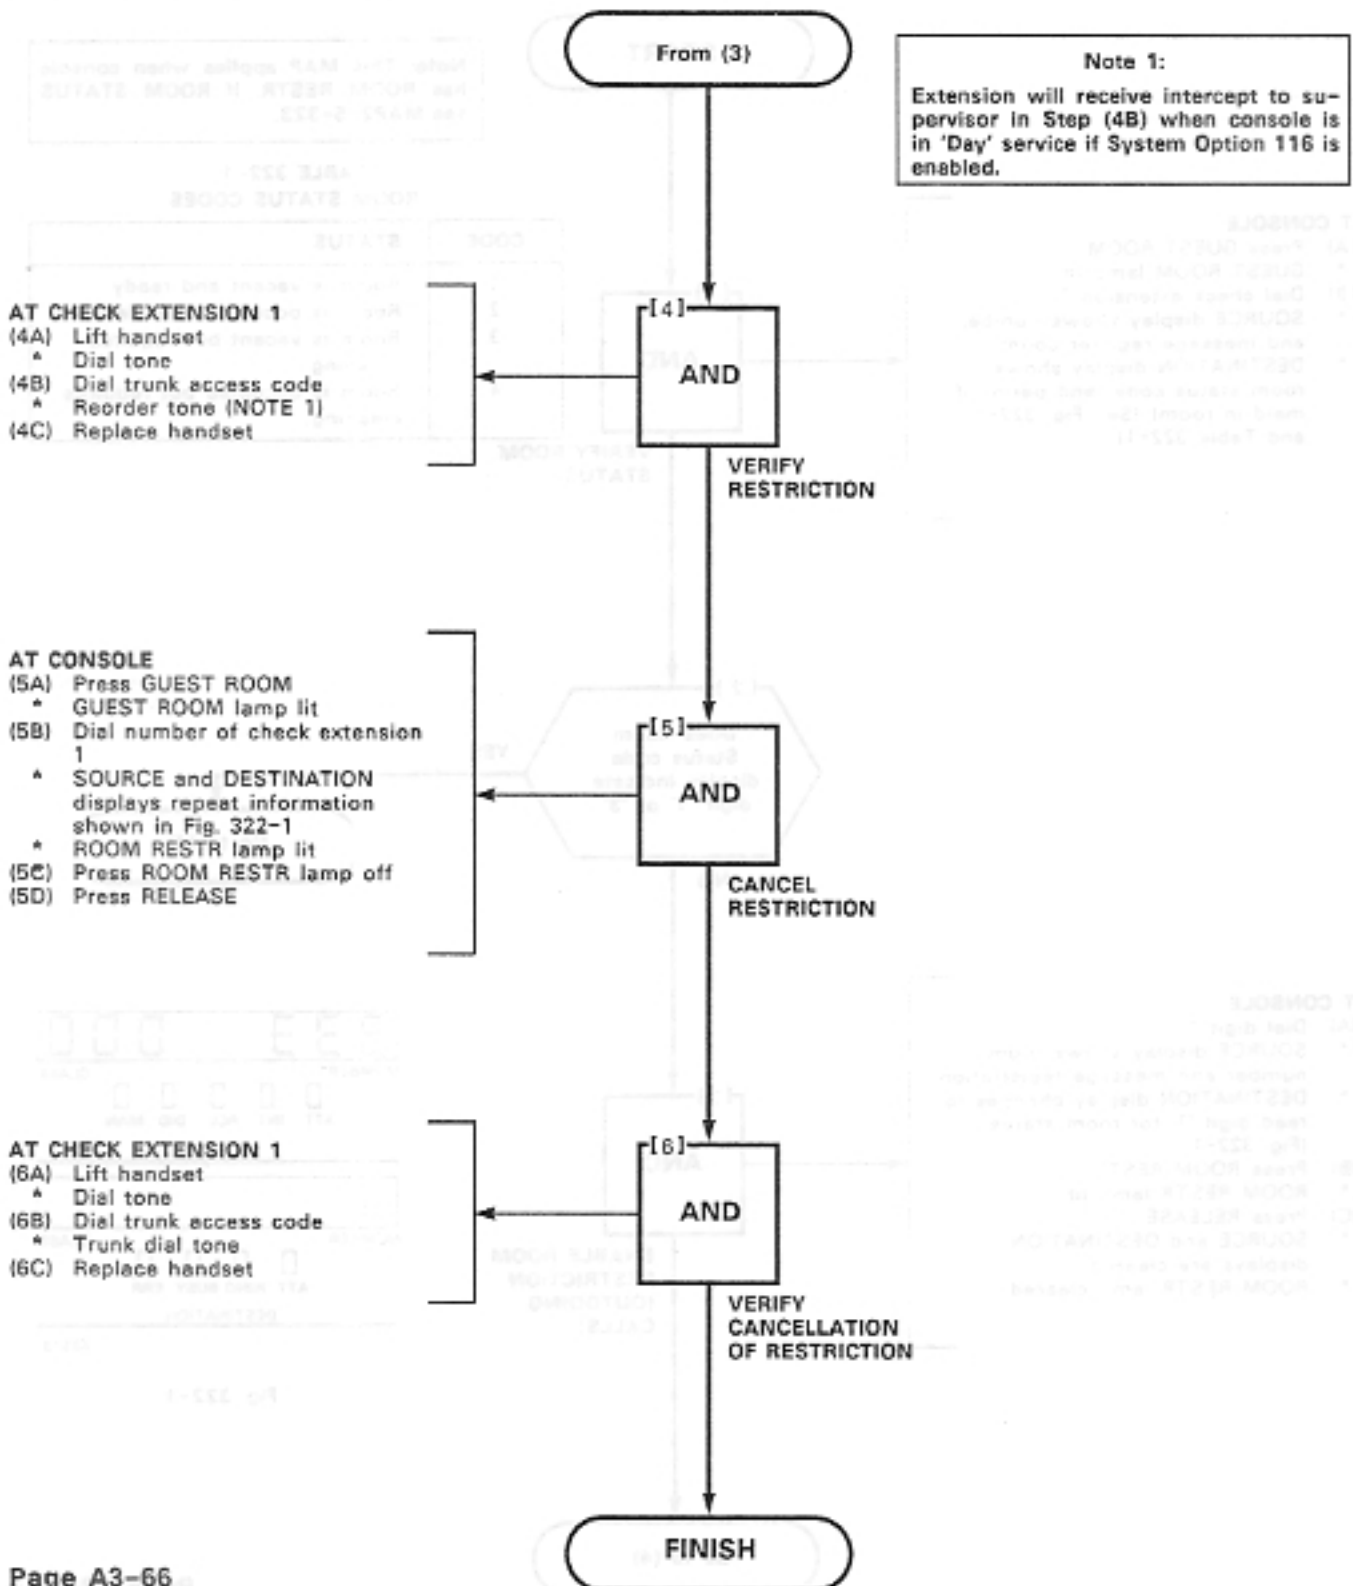 From (3)
Note 1:
Extension will receive intercept to su-
pervisor in Step (4B) when console is
in 'Day' service if System Option 116 is
enabled.
AT CHECK EXTENSION 1
(4A) Lift handset
* Dial tone
(4B) Dial trunk access code
* Reorder tone (NOTE 1)
(4C) Replace handset
[4]
AND
VERIFY
RESTRICTION
AT CONSOLE
(5A) Press GUEST ROOM
* GUEST ROOM lamp lit
(5B) Dial number of check extension
1
* SOURCE and DESTINATION
displays repeat information
shown in Fig. 322-1
* ROOM RESTR lamp lit
(5C) Press ROOM RESTR lamp off
(5D) Press RELEASE
[5]
AND
CANCEL
RESTRICTION
AT CHECK EXTENSION 1
(6A) Lift handset
* Dial tone
(6B) Dial trunk access code
* Trunk dial tone
(6C) Replace handset
[6]
AND
VERIFY
CANCELLATION
OF RESTRICTION
FINISH
Page A3-66